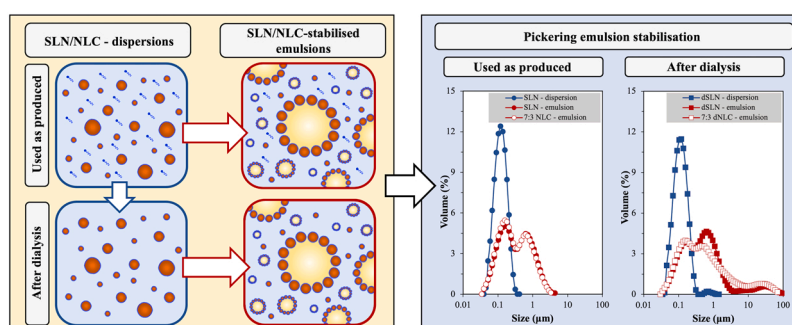 SLN/NLC - dispersions
SLN/NLC-stabilised
emulsions
Used as produced
After dialysis
Pickering emulsion stabilisation
Used as produced
After dialysis
SLN - dispersion
SLN - emulsion
7:3 NLC - emulsion
dSLN - dispersion
dSLN - emulsion
7:3 dNLC - emulsion
Volume (%)
15
12
9
6
3
0
0.01
0.1
1
10
100
Size (µm)
Volume (%)
15
12
9
6
3
0
0.01
0.1
1
10
100
Size (µm)